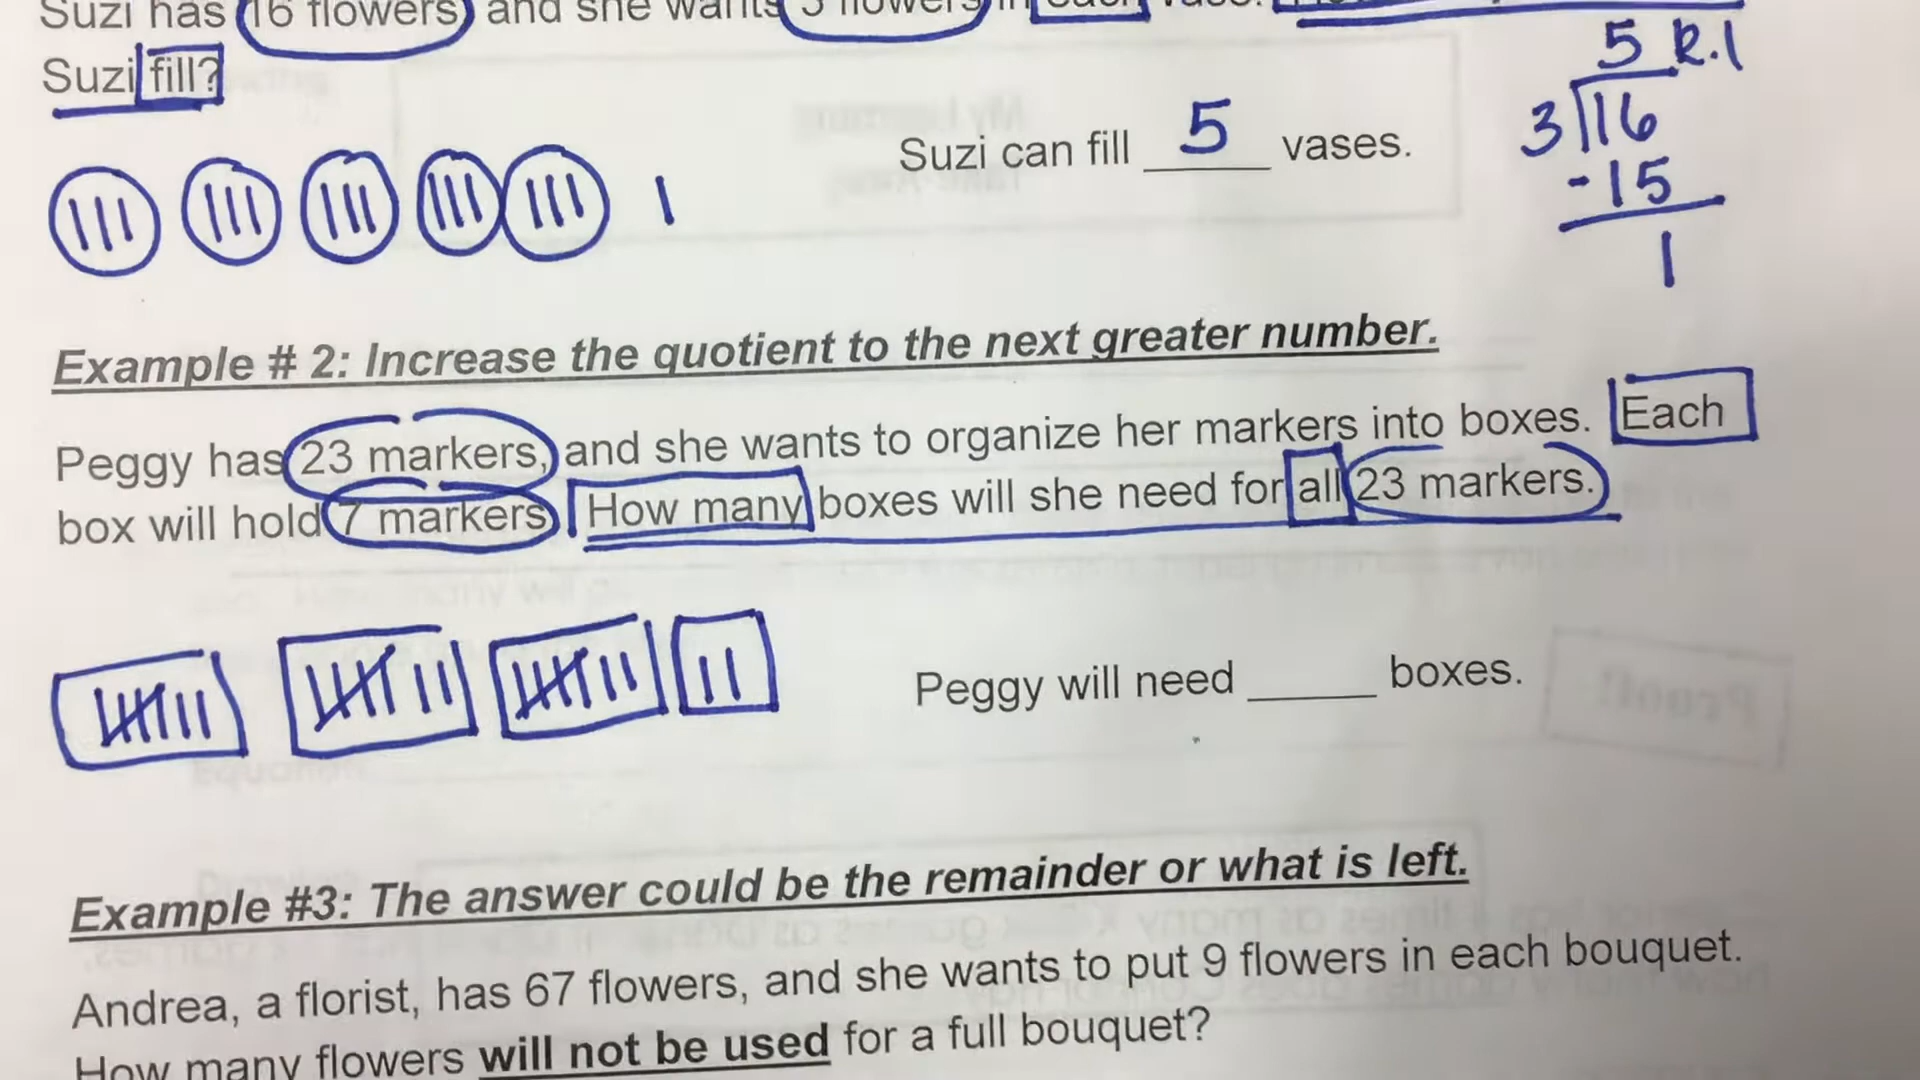 Suzi has 16 flowers and she wants 3 flowers in each vase.
Suzi fill?
5 R.1
3 16
-15
1
Suzi can fill 5 vases.
Example # 2: Increase the quotient to the next greater number.
Peggy has 23 markers, and she wants to organize her markers into boxes. Each
box will hold 7 markers. How many boxes will she need for all 23 markers.
Peggy will need ______ boxes.
Example #3: The answer could be the remainder or what is left.
Andrea, a florist, has 67 flowers, and she wants to put 9 flowers in each bouquet.
How many flowers will not be used for a full bouquet?